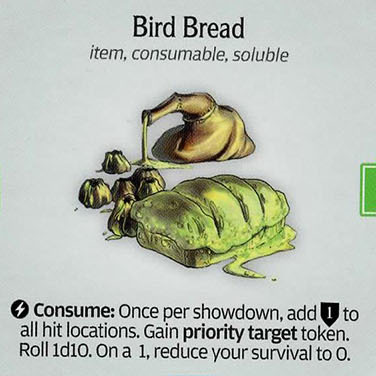 Bird Bread
item, consumable, soluble
Consume: Once per showdown, add 1 to
all hit locations. Gain priority target token.
Roll 1d10. On a 1, reduce your survival to 0.